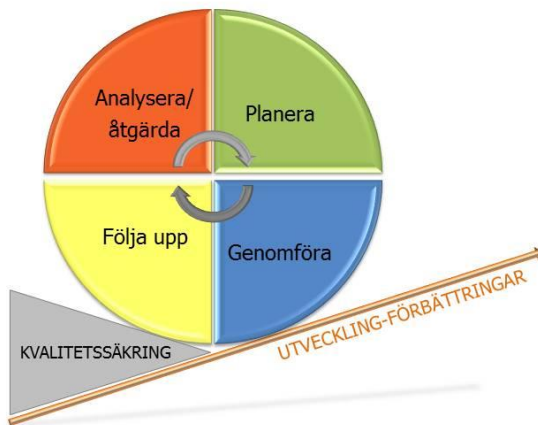 Analysera/
åtgärda
Planera
Följa upp
Genomföra
KVALITETSSÄKRING
UTVECKLING-FÖRBÄTTRINGAR